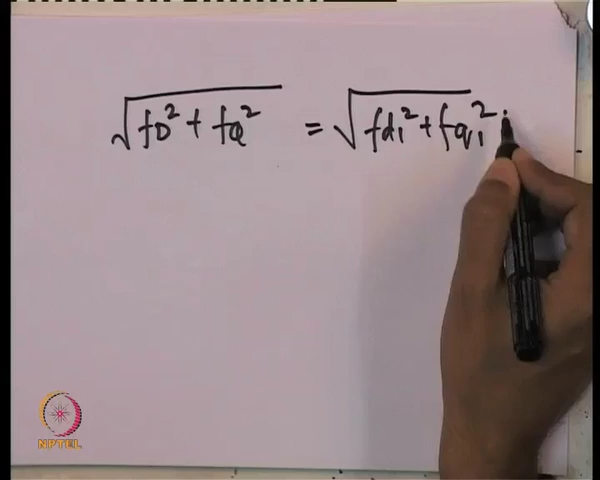 √fD² + fQ² = √fd₁² + fq₁²
NPTEL